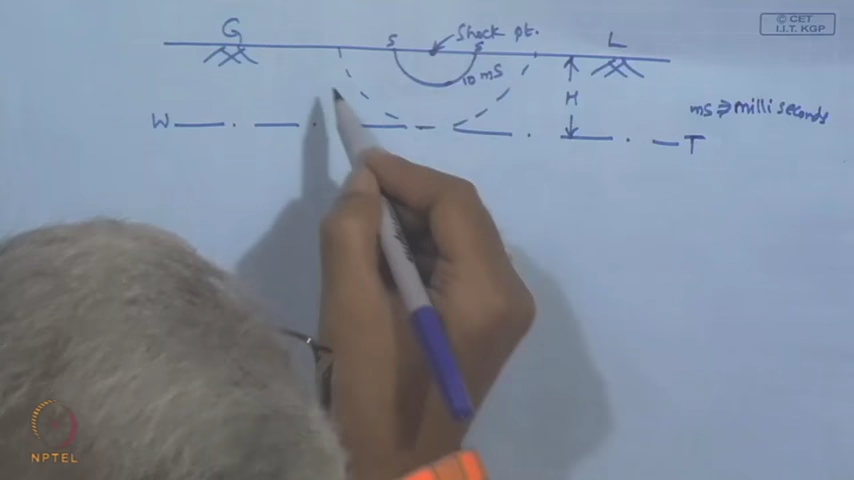 © CET
I.I.T. KGP
G
Shock pt.
L
S
S
10 mS
H
mS ⇒ milli seconds
W
T
NPTEL